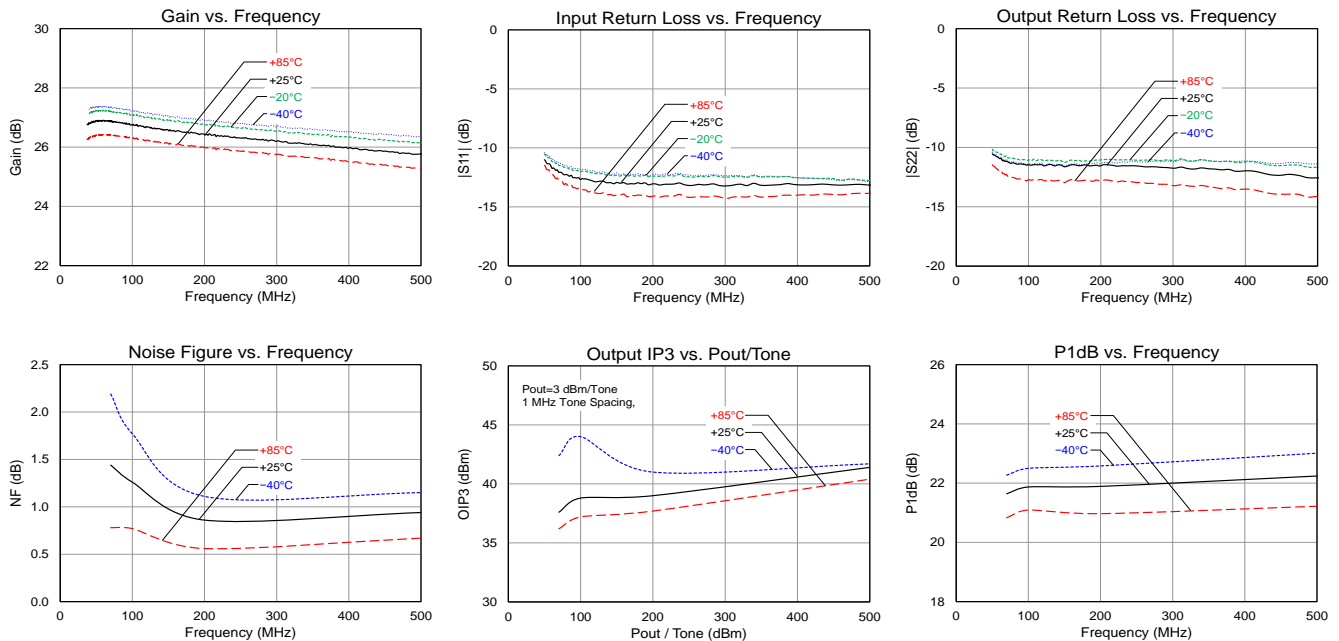 Gain vs. Frequency
30
28
26
24
22
0
100
200
300
400
500
Gain (dB)
Frequency (MHz)
+85°C
+25°C
−20°C
−40°C
Input Return Loss vs. Frequency
0
-5
-10
-15
-20
0
100
200
300
400
500
|S11| (dB)
Frequency (MHz)
+85°C
+25°C
−20°C
−40°C
Output Return Loss vs. Frequency
0
-5
-10
-15
-20
0
100
200
300
400
500
|S22| (dB)
Frequency (MHz)
+85°C
+25°C
−20°C
−40°C
Noise Figure vs. Frequency
2.5
2.0
1.5
1.0
0.5
0.0
0
100
200
300
400
500
NF (dB)
Frequency (MHz)
+85°C
+25°C
−40°C
Output IP3 vs. Pout/Tone
50
45
40
35
30
0
100
200
300
400
500
OIP3 (dBm)
Pout / Tone (dBm)
Pout=3 dBm/Tone
1 MHz Tone Spacing,
+85°C
+25°C
−40°C
P1dB vs. Frequency
26
24
22
20
18
0
100
200
300
400
500
P1dB (dBm)
Frequency (MHz)
+85°C
+25°C
−40°C